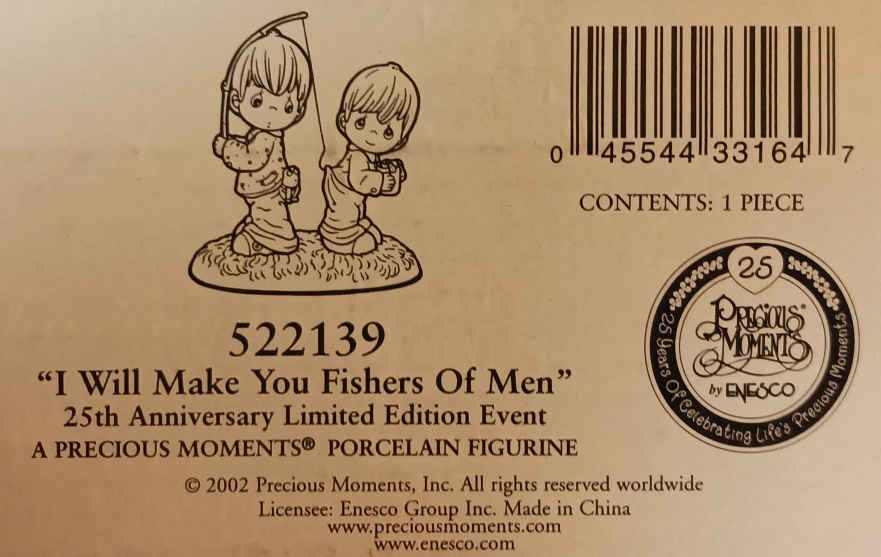 0 45544 33164 7
CONTENTS: 1 PIECE
25
PRECIOUS
MOMENTS
by ENESCO
25 Years Of Celebrating Life's Precious Moments
522139
“I Will Make You Fishers Of Men”
25th Anniversary Limited Edition Event
A PRECIOUS MOMENTS® PORCELAIN FIGURINE
© 2002 Precious Moments, Inc. All rights reserved worldwide
Licensee: Enesco Group Inc. Made in China
www.preciousmoments.com
www.enesco.com